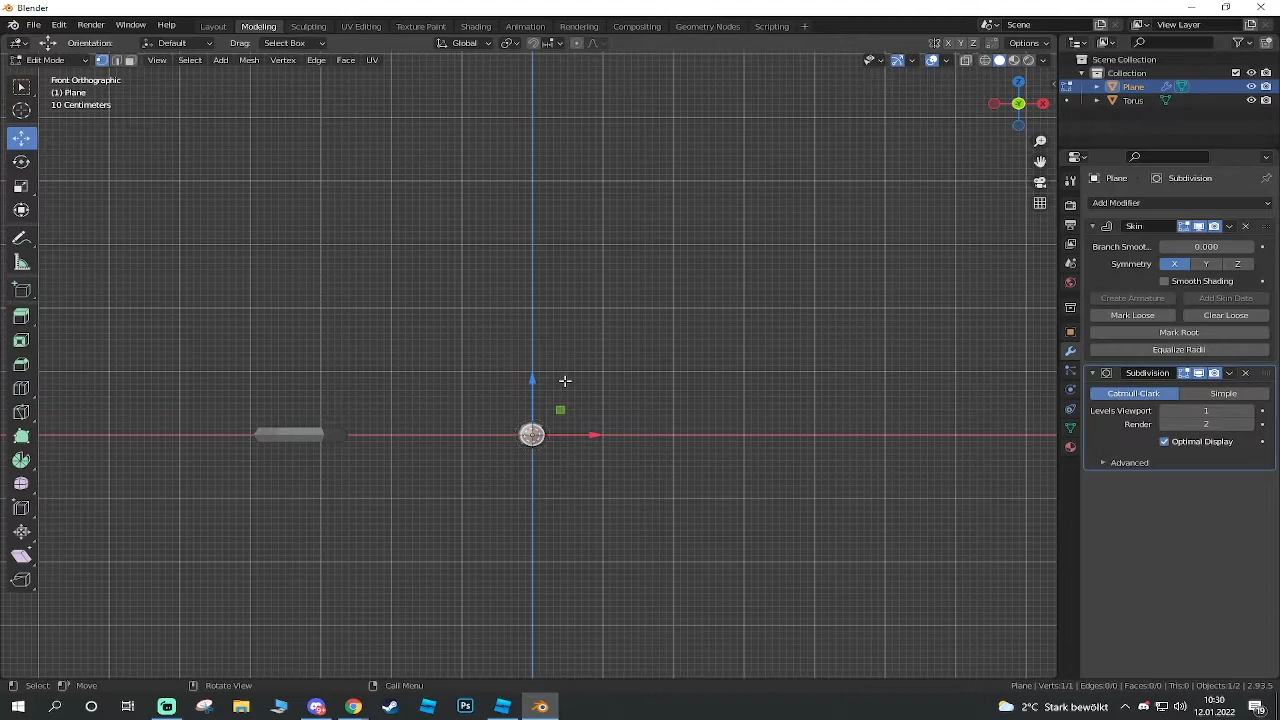 Blender
File Edit Render Window Help Layout Modeling Sculpting UV Editing Texture Paint Shading Animation Rendering Compositing Geometry Nodes Scripting + Scene View Layer
Orientation: Default Drag: Select Box Global X Y Z Options
Edit Mode View Select Add Mesh Vertex Edge Face UV
Front Orthographic
(1) Plane
10 Centimeters
Z
Y
X
Scene Collection
Collection
Plane
Torus
Plane Subdivision
Add Modifier
Skin
Branch Smoot.. 0.000
Symmetry X Y Z
Smooth Shading
Create Armature Add Skin Data
Mark Loose Clear Loose
Mark Root
Equalize Radii
Subdivision
Catmull-Clark Simple
Levels Viewport 1
Render 2
Optimal Display
Advanced
Select Move Rotate View Call Menu Plane | Verts:1/1 | Edges:0/0 | Faces:0/0 | Tris:0 | Objects:1/2 | 2.93.5
Ps 2°C Stark bewölkt 10:30
12.01.2022